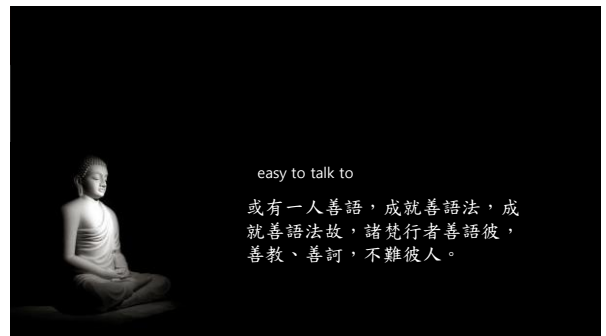 easy to talk to
或有一人善語，成就善語法，成
就善語法故，諸梵行者善語彼，
善教、善訶，不難彼人。